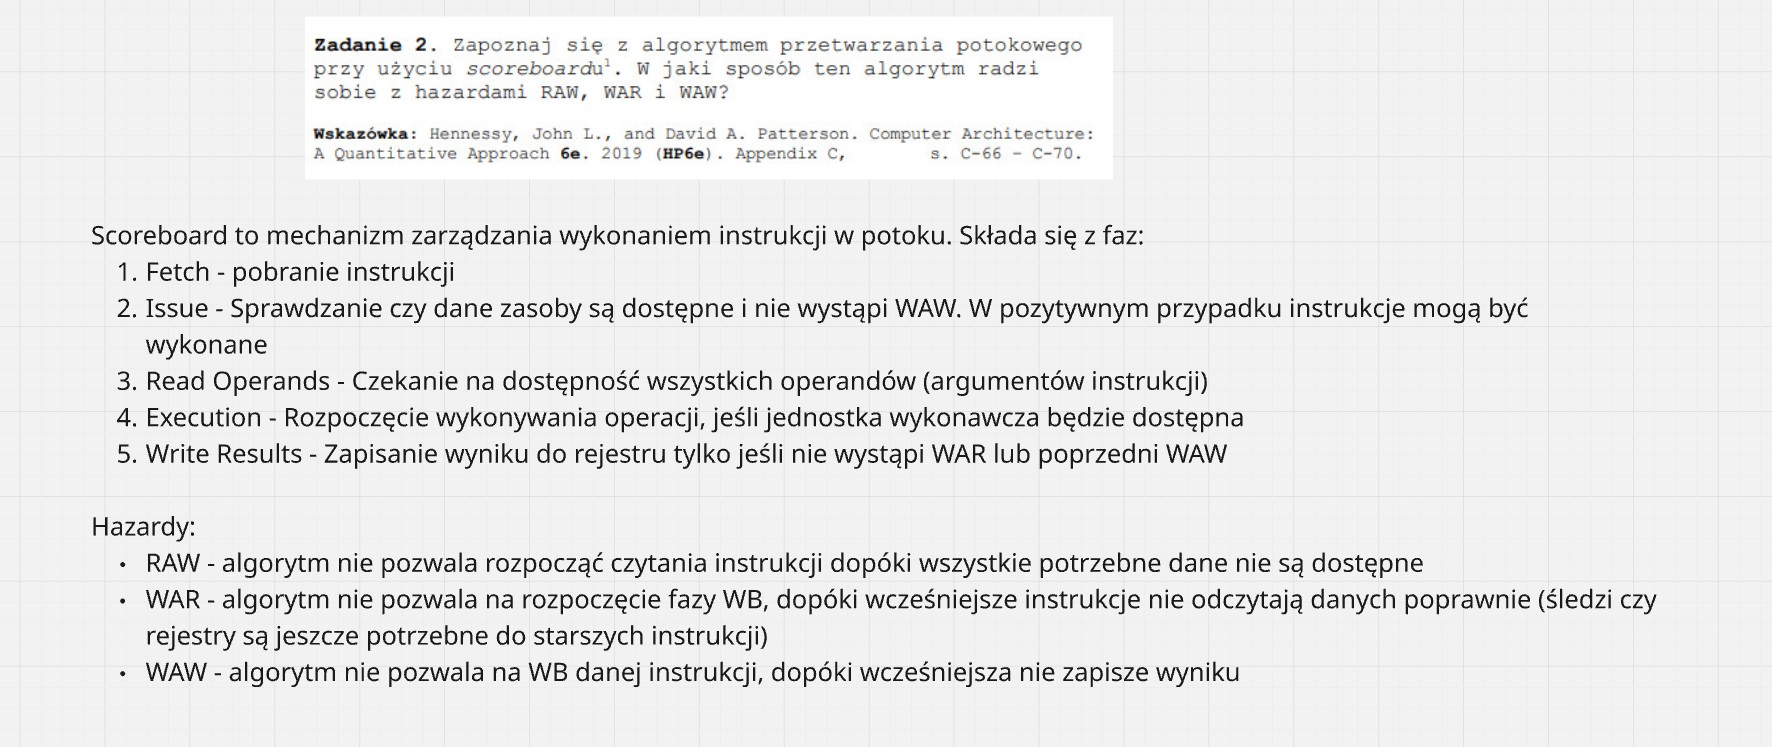 Zadanie 2. Zapoznaj się z algorytmem przetwarzania potokowego
przy użyciu scoreboardu¹. W jaki sposób ten algorytm radzi
sobie z hazardami RAW, WAR i WAW?
Wskazówka: Hennessy, John L., and David A. Patterson. Computer Architecture:
A Quantitative Approach 6e. 2019 (HP6e). Appendix C, s. C-66 – C-70.
Scoreboard to mechanizm zarządzania wykonaniem instrukcji w potoku. Składa się z faz:
1. Fetch - pobranie instrukcji
2. Issue - Sprawdzanie czy dane zasoby są dostępne i nie wystąpi WAW. W pozytywnym przypadku instrukcje mogą być
wykonane
3. Read Operands - Czekanie na dostępność wszystkich operandów (argumentów instrukcji)
4. Execution - Rozpoczęcie wykonywania operacji, jeśli jednostka wykonawcza będzie dostępna
5. Write Results - Zapisanie wyniku do rejestru tylko jeśli nie wystąpi WAR lub poprzedni WAW
Hazardy:
• RAW - algorytm nie pozwala rozpocząć czytania instrukcji dopóki wszystkie potrzebne dane nie są dostępne
• WAR - algorytm nie pozwala na rozpoczęcie fazy WB, dopóki wcześniejsze instrukcje nie odczytają danych poprawnie (śledzi czy
rejestry są jeszcze potrzebne do starszych instrukcji)
• WAW - algorytm nie pozwala na WB danej instrukcji, dopóki wcześniejsza nie zapisze wyniku